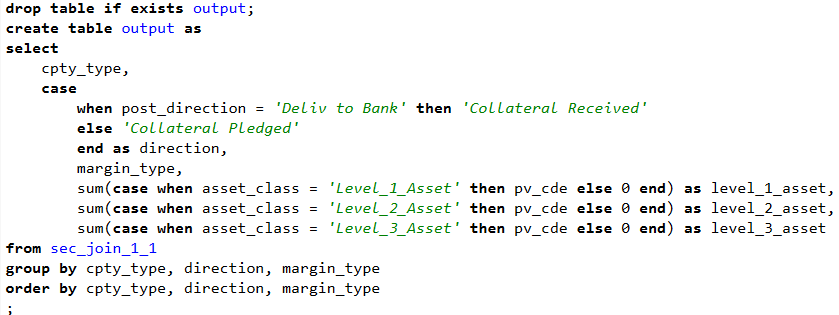 drop table if exists output;
create table output as
select
    cpty_type,
    case
        when post_direction = 'Deliv to Bank' then 'Collateral Received'
        else 'Collateral Pledged'
        end as direction,
        margin_type,
        sum(case when asset_class = 'Level_1_Asset' then pv_cde else 0 end) as level_1_asset,
        sum(case when asset_class = 'Level_2_Asset' then pv_cde else 0 end) as level_2_asset,
        sum(case when asset_class = 'Level_3_Asset' then pv_cde else 0 end) as level_3_asset
from sec_join_1_1
group by cpty_type, direction, margin_type
order by cpty_type, direction, margin_type
;